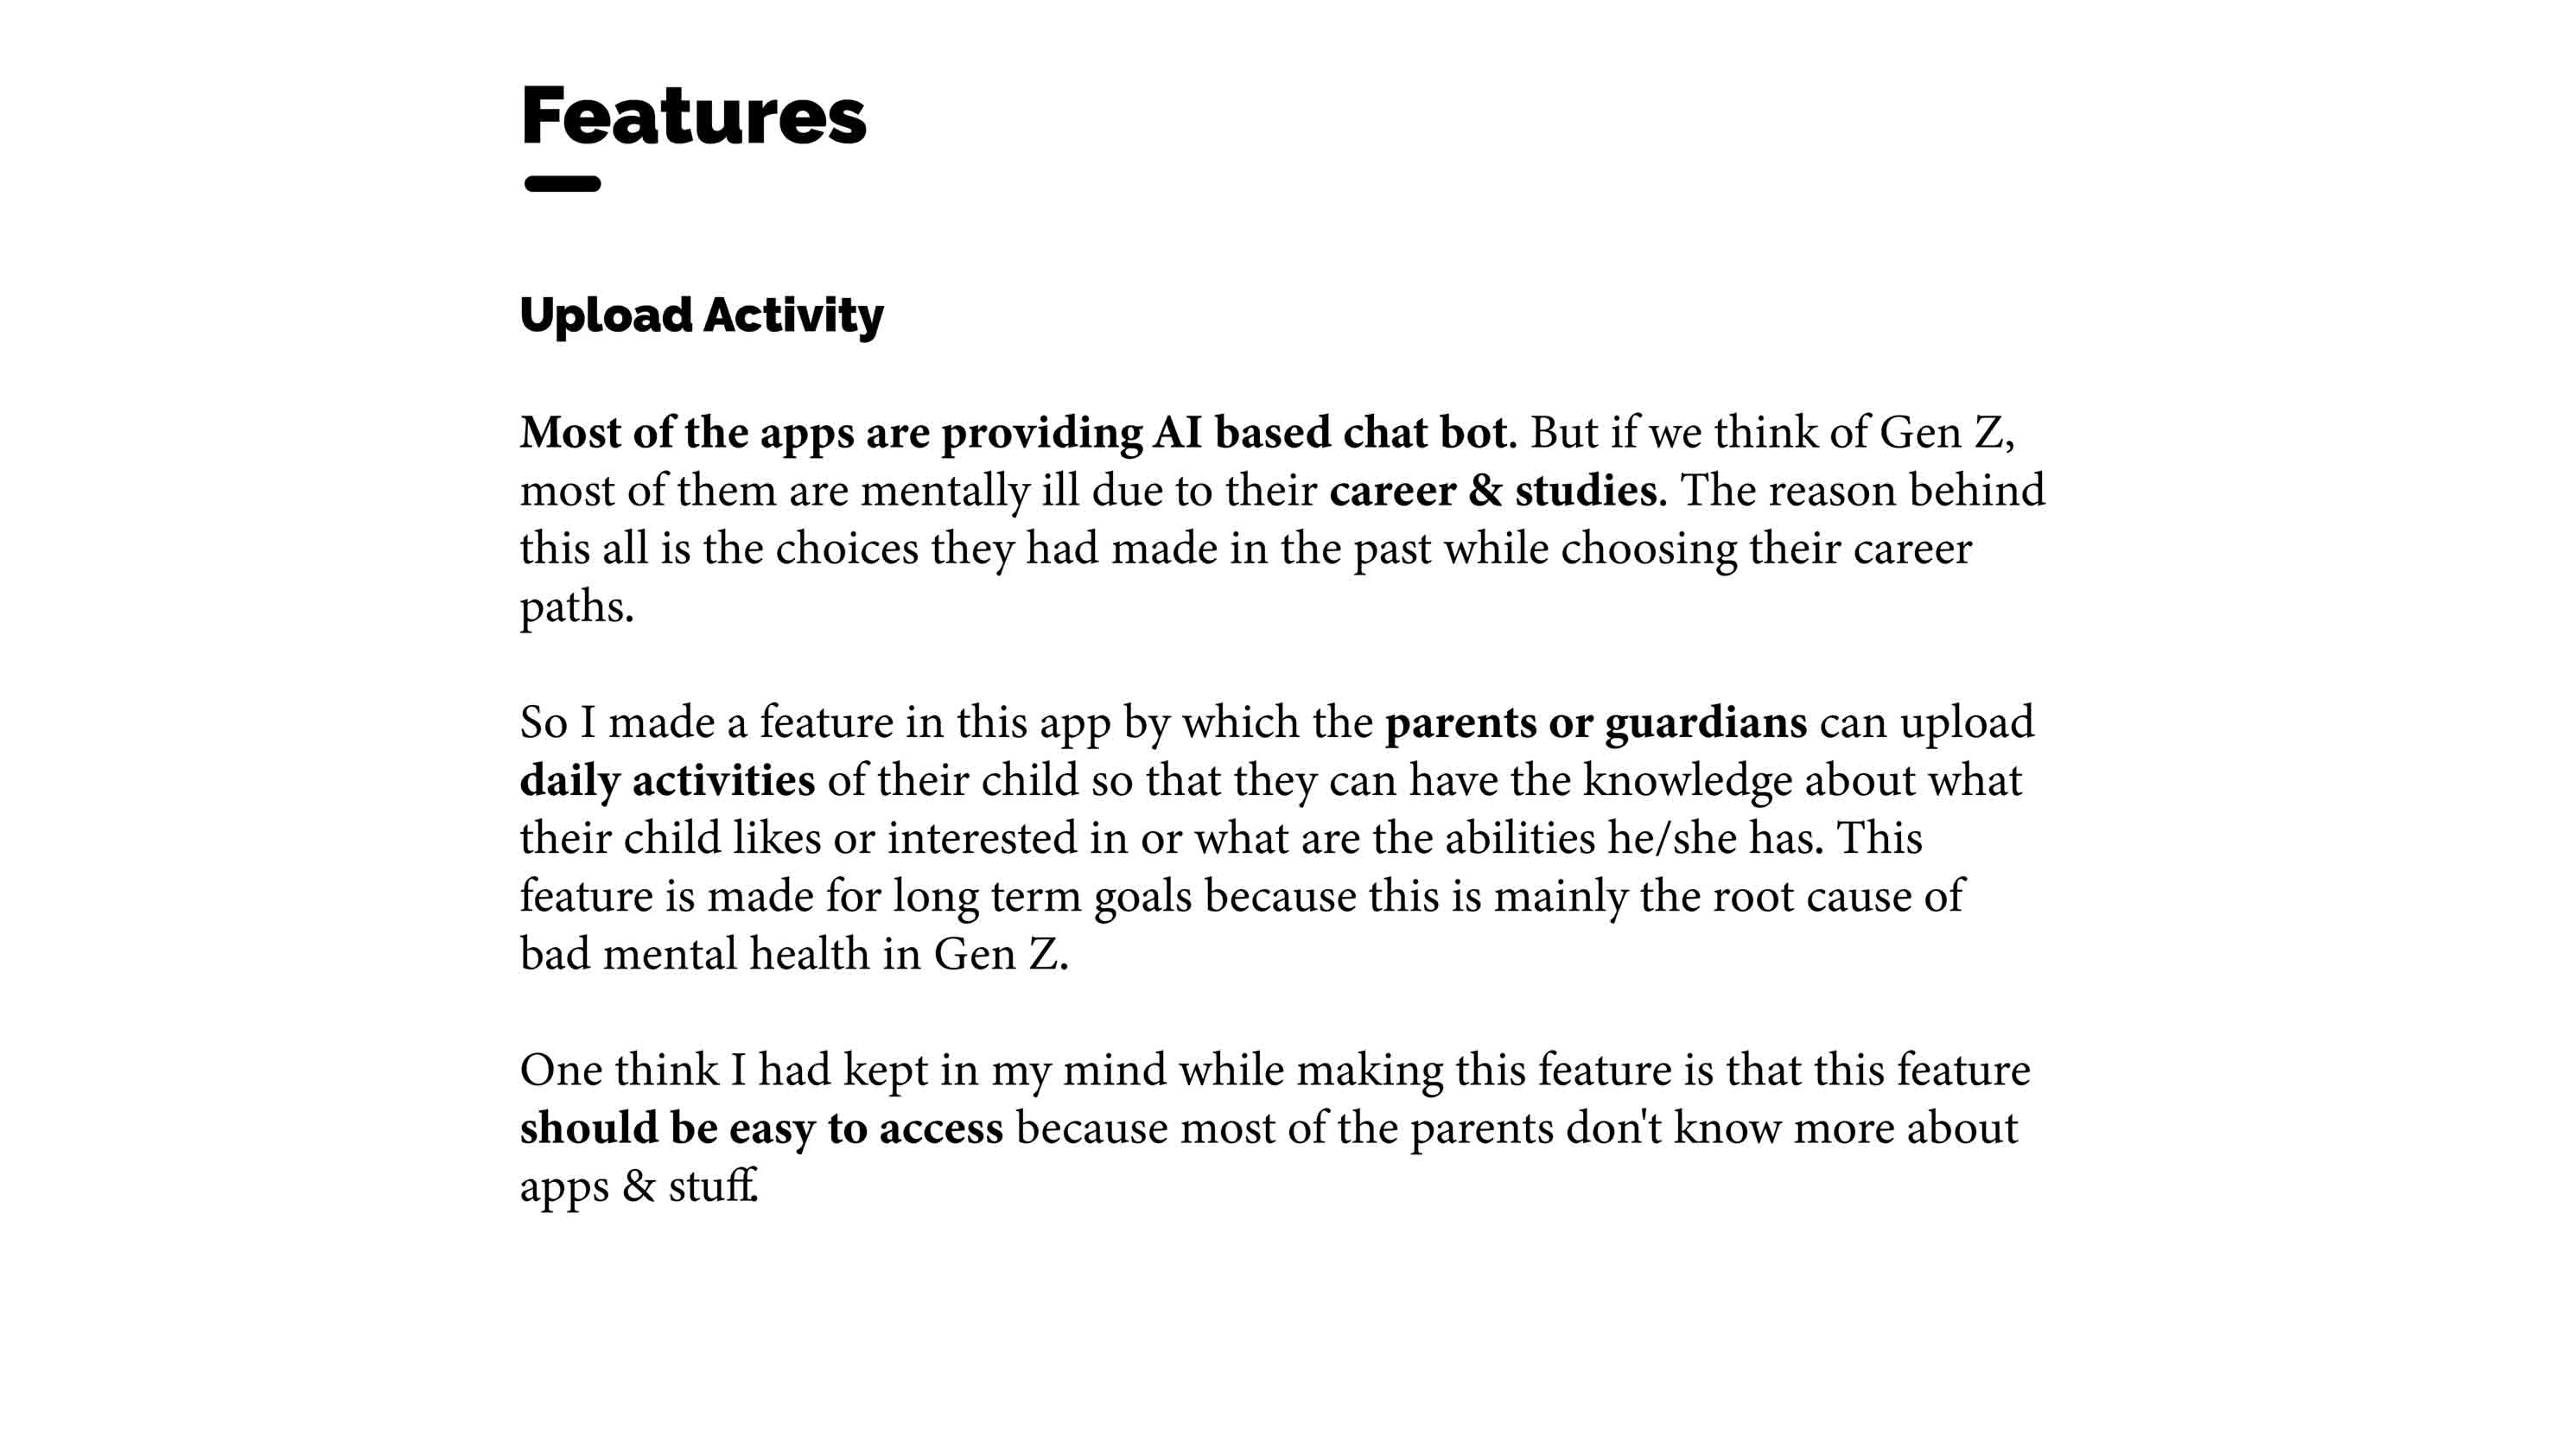 Features
Upload Activity
Most of the apps are providing AI based chat bot. But if we think of Gen Z,
most of them are mentally ill due to their career & studies. The reason behind
this all is the choices they had made in the past while choosing their career
paths.
So I made a feature in this app by which the parents or guardians can upload
daily activities of their child so that they can have the knowledge about what
their child likes or interested in or what are the abilities he/she has. This
feature is made for long term goals because this is mainly the root cause of
bad mental health in Gen Z.
One think I had kept in my mind while making this feature is that this feature
should be easy to access because most of the parents don't know more about
apps & stuff.